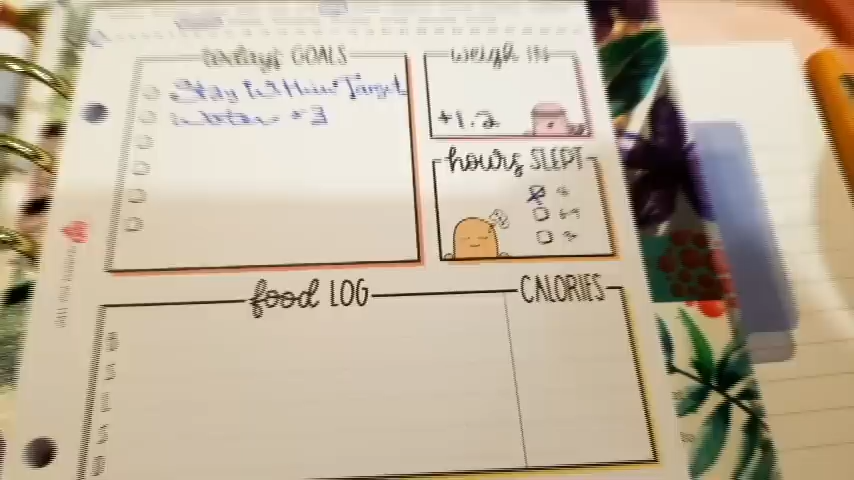 today's GOALS
Stay Within Target
water x 3
weigh in
+1.2
hours SLEPT
food LOG
CALORIES